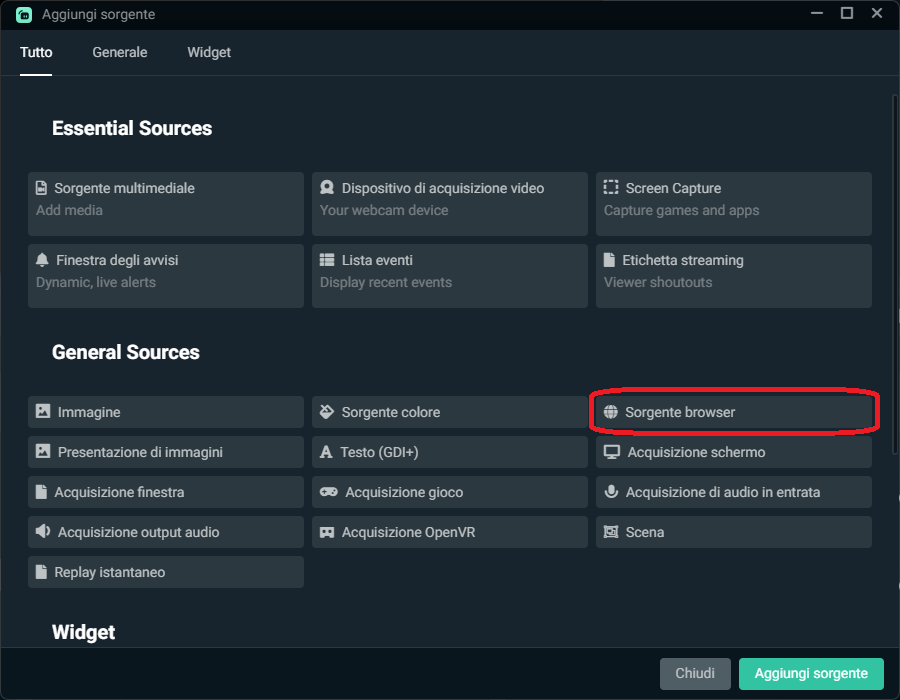 Aggiungi sorgente
Tutto Generale Widget
Essential Sources
Sorgente multimediale
Add media
Dispositivo di acquisizione video
Your webcam device
Screen Capture
Capture games and apps
Finestra degli avvisi
Dynamic, live alerts
Lista eventi
Display recent events
Etichetta streaming
Viewer shoutouts
General Sources
Immagine
Sorgente colore
Sorgente browser
Presentazione di immagini
Testo (GDI+)
Acquisizione schermo
Acquisizione finestra
Acquisizione gioco
Acquisizione di audio in entrata
Acquisizione output audio
Acquisizione OpenVR
Scena
Replay istantaneo
Widget
Chiudi
Aggiungi sorgente